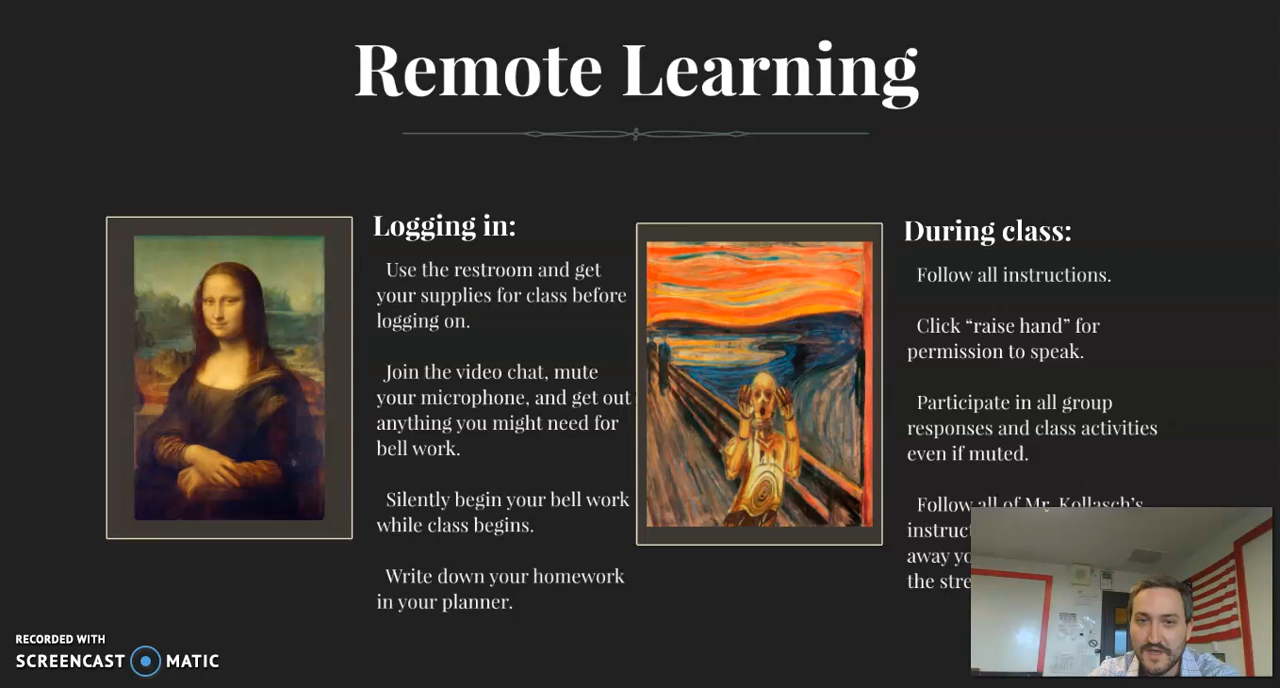 Remote Learning
Logging in:
Use the restroom and get
your supplies for class before
logging on.
Join the video chat, mute
your microphone, and get out
anything you might need for
bell work.
Silently begin your bell work
while class begins.
Write down your homework
in your planner.
During class:
Follow all instructions.
Click “raise hand” for
permission to speak.
Participate in all group
responses and class activities
even if muted.
Follow all of Mr. Kollasch’s
away
the
RECORDED WITH
SCREENCAST MATIC